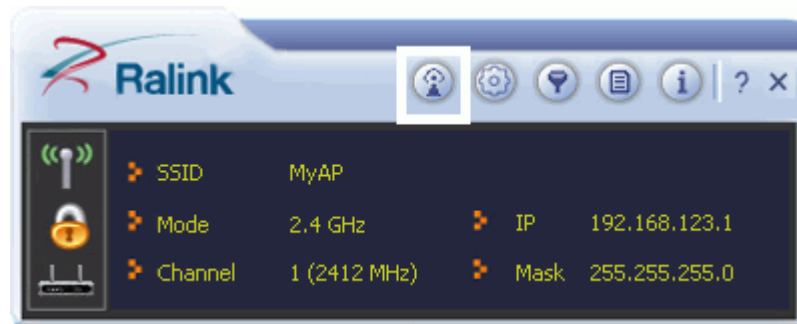 Ralink ? ×
SSID MyAP
Mode 2.4 GHz IP 192.168.123.1
Channel 1 (2412 MHz) Mask 255.255.255.0